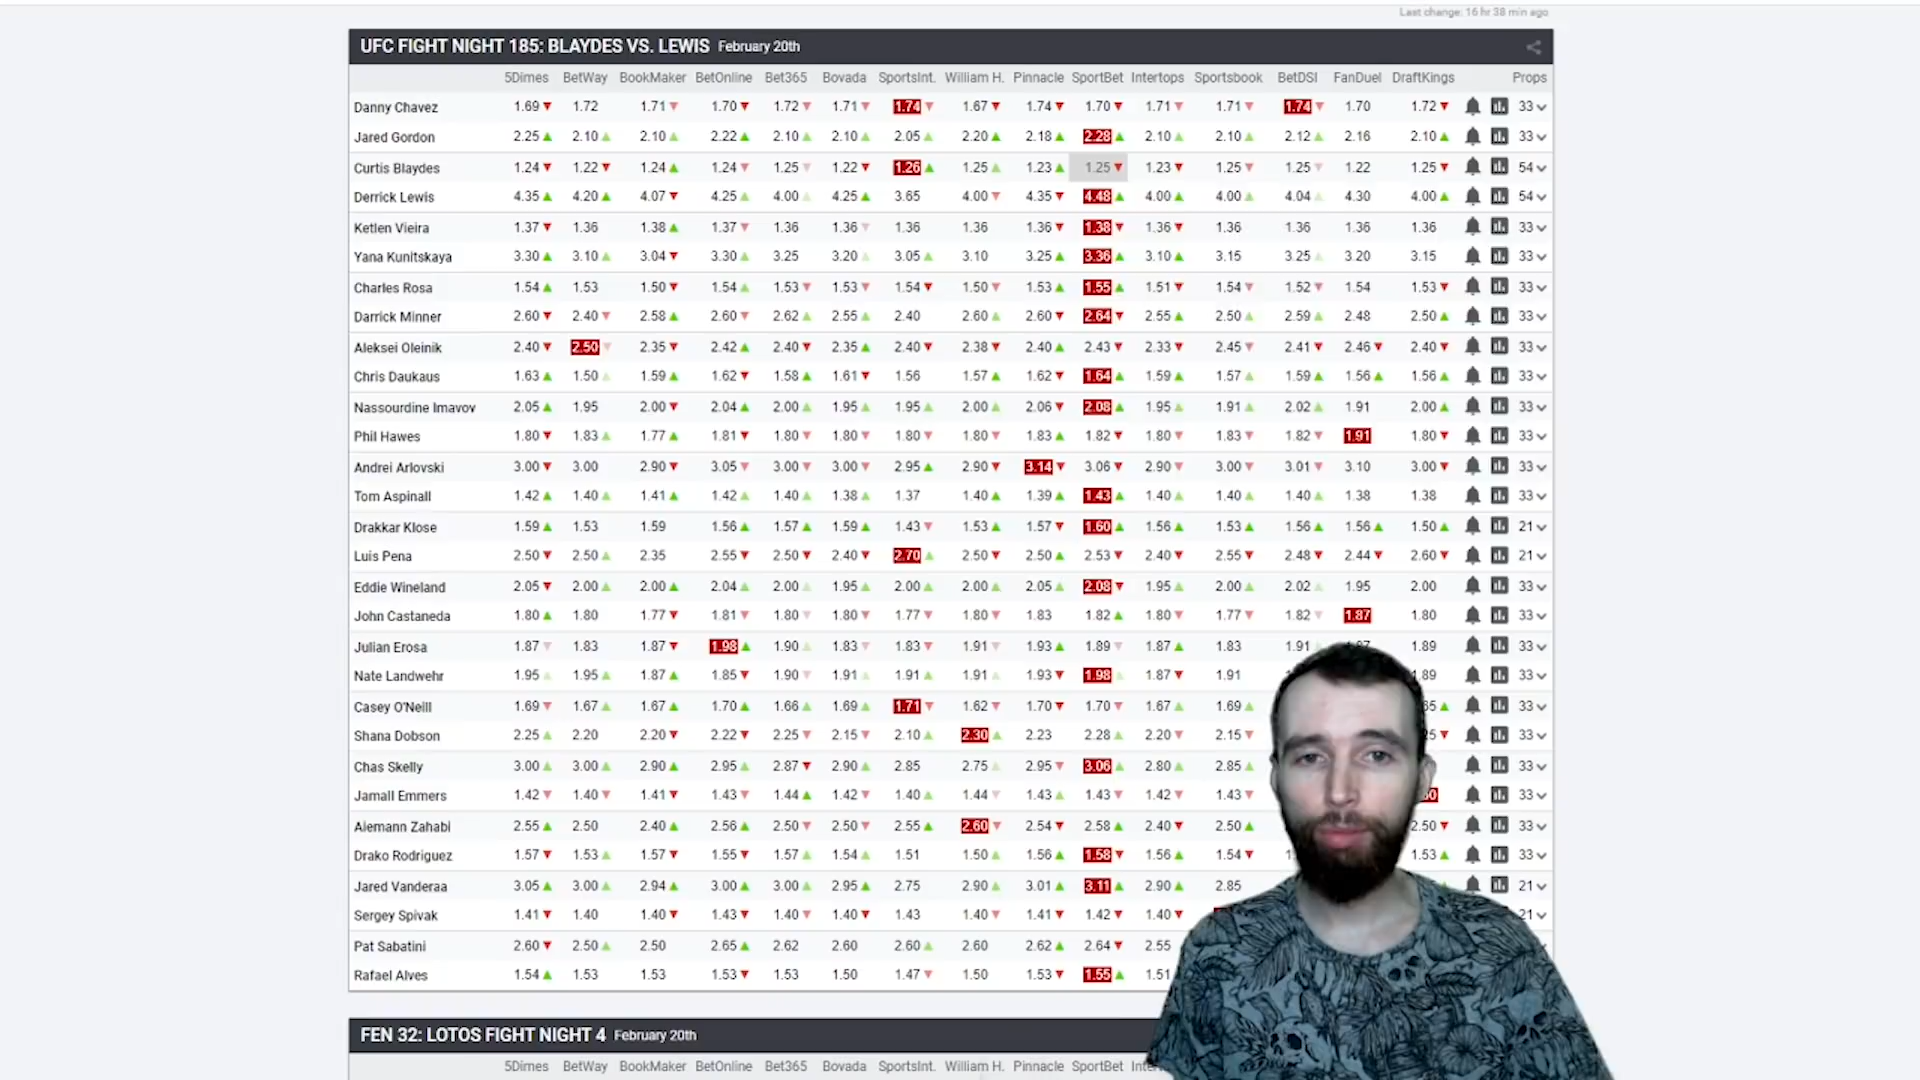 Last change: 16 hr 38 min ago
UFC FIGHT NIGHT 185: BLAYDES VS. LEWIS February 20th
5Dimes BetWay BookMaker BetOnline Bet365 Bovada SportsInt. William H. Pinnacle SportBet Intertops Sportsbook BetDSI FanDuel DraftKings Props
Danny Chavez 1.69▼ 1.72 1.71▼ 1.70▼ 1.72▼ 1.71▼ 1.74▼ 1.67▼ 1.74▼ 1.70▼ 1.71▼ 1.71▼ 1.74▼ 1.70 1.72▼ 33
Jared Gordon 2.25▲ 2.10▲ 2.10▲ 2.22▲ 2.10▲ 2.10▲ 2.05▲ 2.20▲ 2.18▲ 2.28▲ 2.10▲ 2.10▲ 2.12▲ 2.16 2.10▲ 33
Curtis Blaydes 1.24▼ 1.22▼ 1.24▲ 1.24▼ 1.25▼ 1.22▼ 1.26▲ 1.25▲ 1.23▲ 1.25▼ 1.23▼ 1.25▼ 1.25▼ 1.22 1.25▼ 54
Derrick Lewis 4.35▲ 4.20▲ 4.07▼ 4.25▲ 4.00▲ 4.25▲ 3.65 4.00▼ 4.35▼ 4.48▲ 4.00▲ 4.00▲ 4.04▲ 4.30 4.00▲ 54
Ketlen Vieira 1.37▼ 1.36 1.38▲ 1.37▼ 1.36 1.36▼ 1.36 1.36 1.36▼ 1.38▼ 1.36▼ 1.36 1.36 1.36 1.36 33
Yana Kunitskaya 3.30▲ 3.10▲ 3.04▼ 3.30▲ 3.25 3.20▲ 3.05▲ 3.10 3.25▲ 3.36▲ 3.10▲ 3.15 3.25▲ 3.20 3.15 33
Charles Rosa 1.54▲ 1.53 1.50▼ 1.54▲ 1.53▼ 1.53▼ 1.54▼ 1.50▼ 1.53▲ 1.55▲ 1.51▼ 1.54▼ 1.52▼ 1.54 1.53▼ 33
Darrick Minner 2.60▼ 2.40▼ 2.58▲ 2.60▼ 2.62▲ 2.55▲ 2.40 2.60▲ 2.60▼ 2.64▼ 2.55▲ 2.50▲ 2.59▲ 2.48 2.50▲ 33
Aleksei Oleinik 2.40▼ 2.50▼ 2.35▼ 2.42▲ 2.40▼ 2.35▲ 2.40▼ 2.38▼ 2.40▲ 2.43▼ 2.33▼ 2.45▼ 2.41▼ 2.46▼ 2.40▼ 33
Chris Daukaus 1.63▲ 1.50▲ 1.59▲ 1.62▼ 1.58▲ 1.61▼ 1.56 1.57▲ 1.62▼ 1.64▲ 1.59▲ 1.57▲ 1.59▲ 1.56▲ 1.56▲ 33
Nassourdine Imavov 2.05▲ 1.95 2.00▼ 2.04▲ 2.00▲ 1.95▲ 1.95▲ 2.00▲ 2.06▼ 2.08▲ 1.95▲ 1.91▲ 2.02▲ 1.91 2.00▲ 33
Phil Hawes 1.80▼ 1.83▲ 1.77▲ 1.81▼ 1.80▼ 1.80▼ 1.80▼ 1.80▼ 1.83▲ 1.82▼ 1.80▼ 1.83▼ 1.82▼ 1.91 1.80▼ 33
Andrei Arlovski 3.00▼ 3.00 2.90▼ 3.05▼ 3.00▼ 3.00▼ 2.95▲ 2.90▼ 3.14▼ 3.06▼ 2.90▼ 3.00▼ 3.01▼ 3.10 3.00▼ 33
Tom Aspinall 1.42▲ 1.40▲ 1.41▲ 1.42▲ 1.40▲ 1.38▲ 1.37 1.40▲ 1.39▲ 1.43▲ 1.40▲ 1.40▲ 1.40▲ 1.38 1.38 33
Drakkar Klose 1.59▲ 1.53 1.59 1.56▲ 1.57▲ 1.59▲ 1.43▼ 1.53▲ 1.57▼ 1.60▲ 1.56▲ 1.53▲ 1.56▲ 1.56▲ 1.50▲ 21
Luis Pena 2.50▼ 2.50▲ 2.35 2.55▼ 2.50▼ 2.40▼ 2.70▲ 2.50▼ 2.50▲ 2.53▼ 2.40▼ 2.55▼ 2.48▼ 2.44▼ 2.60▼ 21
Eddie Wineland 2.05▼ 2.00▲ 2.00▲ 2.04▲ 2.00▲ 1.95▲ 2.00▲ 2.00▲ 2.05▲ 2.08▼ 1.95▲ 2.00▲ 2.02▲ 1.95 2.00 33
John Castaneda 1.80▲ 1.80 1.77▼ 1.81▼ 1.80▼ 1.80▼ 1.77▼ 1.80▼ 1.83 1.82▲ 1.80▼ 1.77▼ 1.82▼ 1.87 1.80 33
Julian Erosa 1.87▼ 1.83 1.87▼ 1.98▲ 1.90▲ 1.83▼ 1.83▼ 1.91▼ 1.93▲ 1.89▼ 1.87▲ 1.83 1.91 1.89 33
Nate Landwehr 1.95▲ 1.95▲ 1.87▲ 1.85▼ 1.90▼ 1.91▲ 1.91▲ 1.91▲ 1.93▼ 1.98▲ 1.87▼ 1.91 33
Casey O'Neill 1.69▼ 1.67▲ 1.67▲ 1.70▲ 1.66▲ 1.69▲ 1.71▼ 1.62▼ 1.70▼ 1.70▼ 1.67▲ 1.69▲ 33
Shana Dobson 2.25▲ 2.20 2.20▼ 2.22▼ 2.25▼ 2.15▼ 2.10▲ 2.30▲ 2.23 2.28▲ 2.20▼ 2.15▼ 33
Chas Skelly 3.00▲ 3.00▲ 2.90▲ 2.95▲ 2.87▼ 2.90▲ 2.85 2.75▲ 2.95▼ 3.06▲ 2.80▲ 2.85▲ 33
Jamall Emmers 1.42▼ 1.40▼ 1.41▼ 1.43▼ 1.44▲ 1.42▼ 1.40▲ 1.44▼ 1.43▲ 1.43▼ 1.42▼ 1.43▼ 33
Aiemann Zahabi 2.55▲ 2.50 2.40▲ 2.56▲ 2.50▼ 2.50▼ 2.55▲ 2.60▼ 2.54▼ 2.58▲ 2.40▼ 2.50▲ 2.50▼ 33
Drako Rodriguez 1.57▼ 1.53▲ 1.57▼ 1.55▼ 1.57▲ 1.54▲ 1.51 1.50▲ 1.56▲ 1.58▼ 1.56▲ 1.54▼ 1.53▲ 33
Jared Vanderaa 3.05▲ 3.00▲ 2.94▲ 3.00▲ 3.00▲ 2.95▲ 2.75 2.90▲ 3.01▲ 3.11▲ 2.90▲ 2.85 21
Sergey Spivak 1.41▼ 1.40 1.40▼ 1.43▼ 1.40▼ 1.40▼ 1.43 1.40▼ 1.41▼ 1.42▼ 1.40▼ 21
Pat Sabatini 2.60▼ 2.50▲ 2.50 2.65▲ 2.62 2.60 2.60▲ 2.60 2.62▲ 2.64▼ 2.55
Rafael Alves 1.54▲ 1.53 1.53 1.53▼ 1.53 1.50 1.47▼ 1.50 1.53▼ 1.55▲ 1.51
FEN 32: LOTOS FIGHT NIGHT 4 February 20th
5Dimes BetWay BookMaker BetOnline Bet365 Bovada SportsInt. William H. Pinnacle SportBet